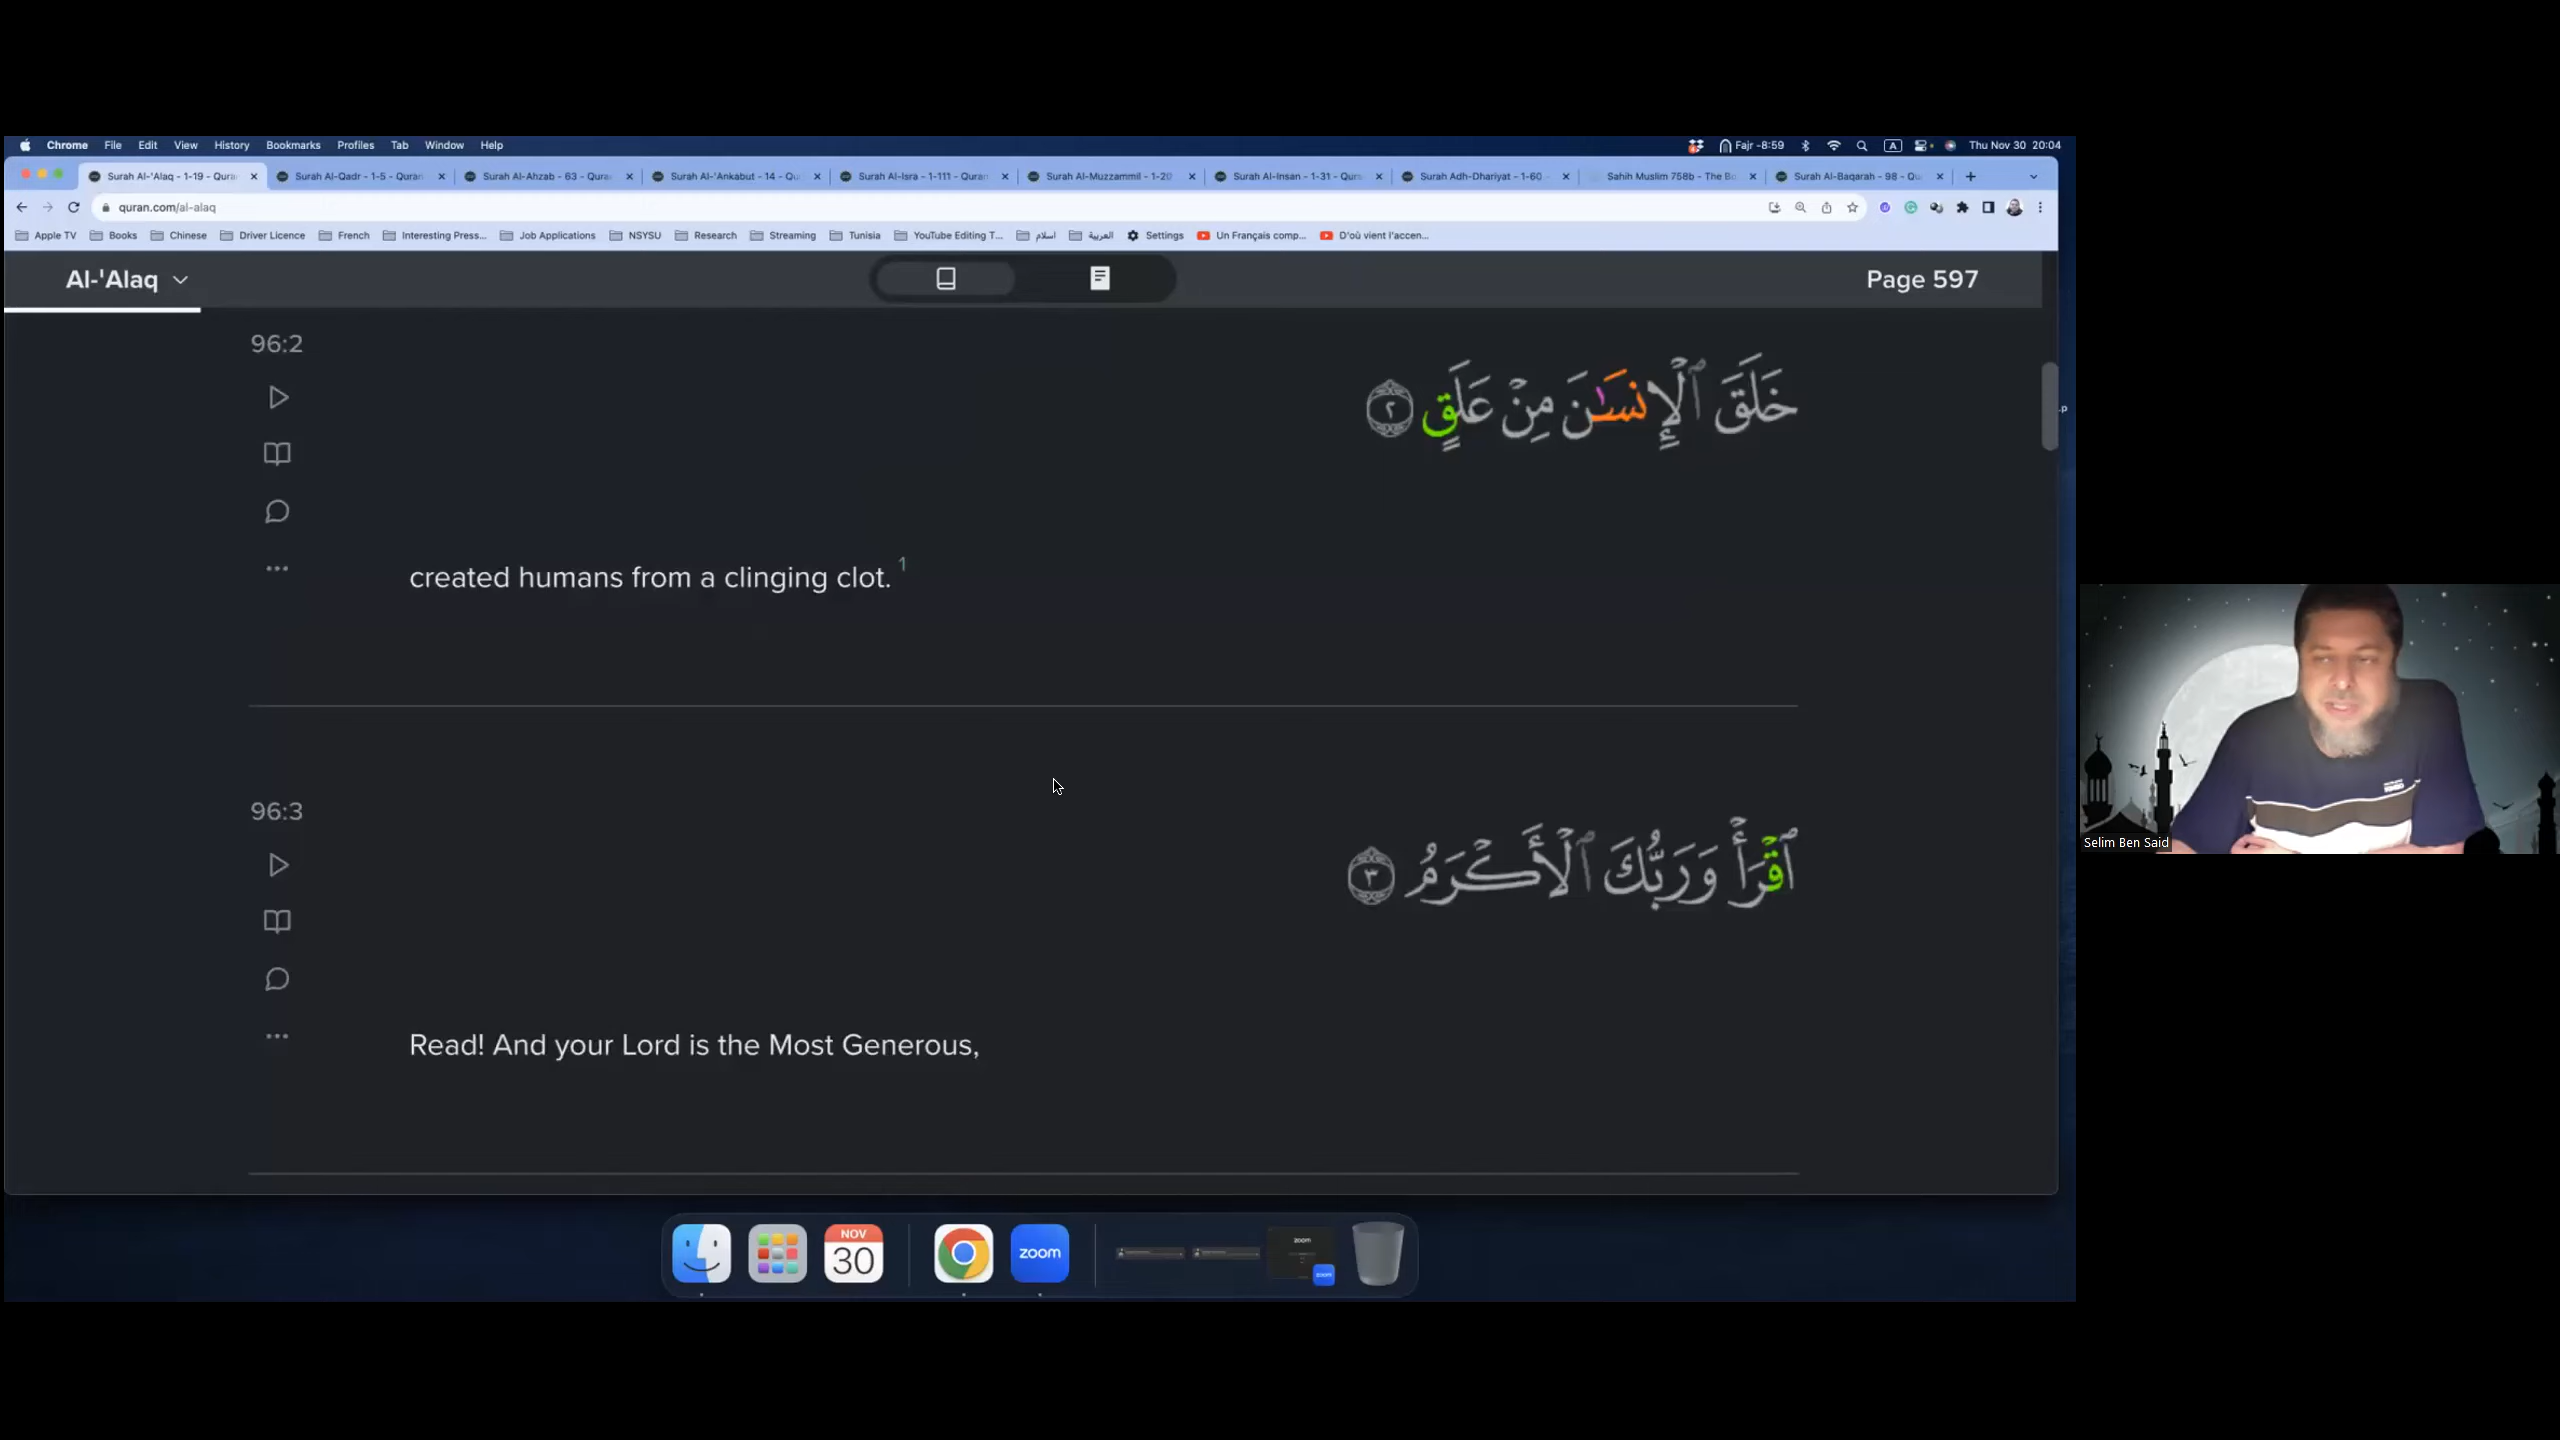 Chrome File Edit View History Bookmarks Profiles Tab Window Help Fajr -8:59 A Thu Nov 30 20:04
Surah Al-'Alaq - 1-19 - Qura Surah Al-Qadr - 1-5 - Quran Surah Al-Ahzab - 63 - Qura Surah Al-'Ankabut - 14 - Qu Surah Al-Isra - 1-111 - Quran Surah Al-Muzzammil - 1-20 Surah Al-Insan - 1-31 - Qura Surah Adh-Dhariyat - 1-60 - Sahih Muslim 758b - The Bo Surah Al-Baqarah - 98 - Qu
quran.com/al-alaq
Apple TV Books Chinese Driver Licence French Interesting Press... Job Applications NSYSU Research Streaming Tunisia YouTube Editing T... اسلام العربية Settings Un Français comp... D'où vient l'accen...
Al-'Alaq Page 597
96:2
خَلَقَ ٱلْإِنسَـٰنَ مِنْ عَلَقٍ ٢
created humans from a clinging clot. 1
96:3
ٱقْرَأْ وَرَبُّكَ ٱلْأَكْرَمُ ٣
Read! And your Lord is the Most Generous,
Selim Ben Said
NOV
30
zoom
zoom
zoom